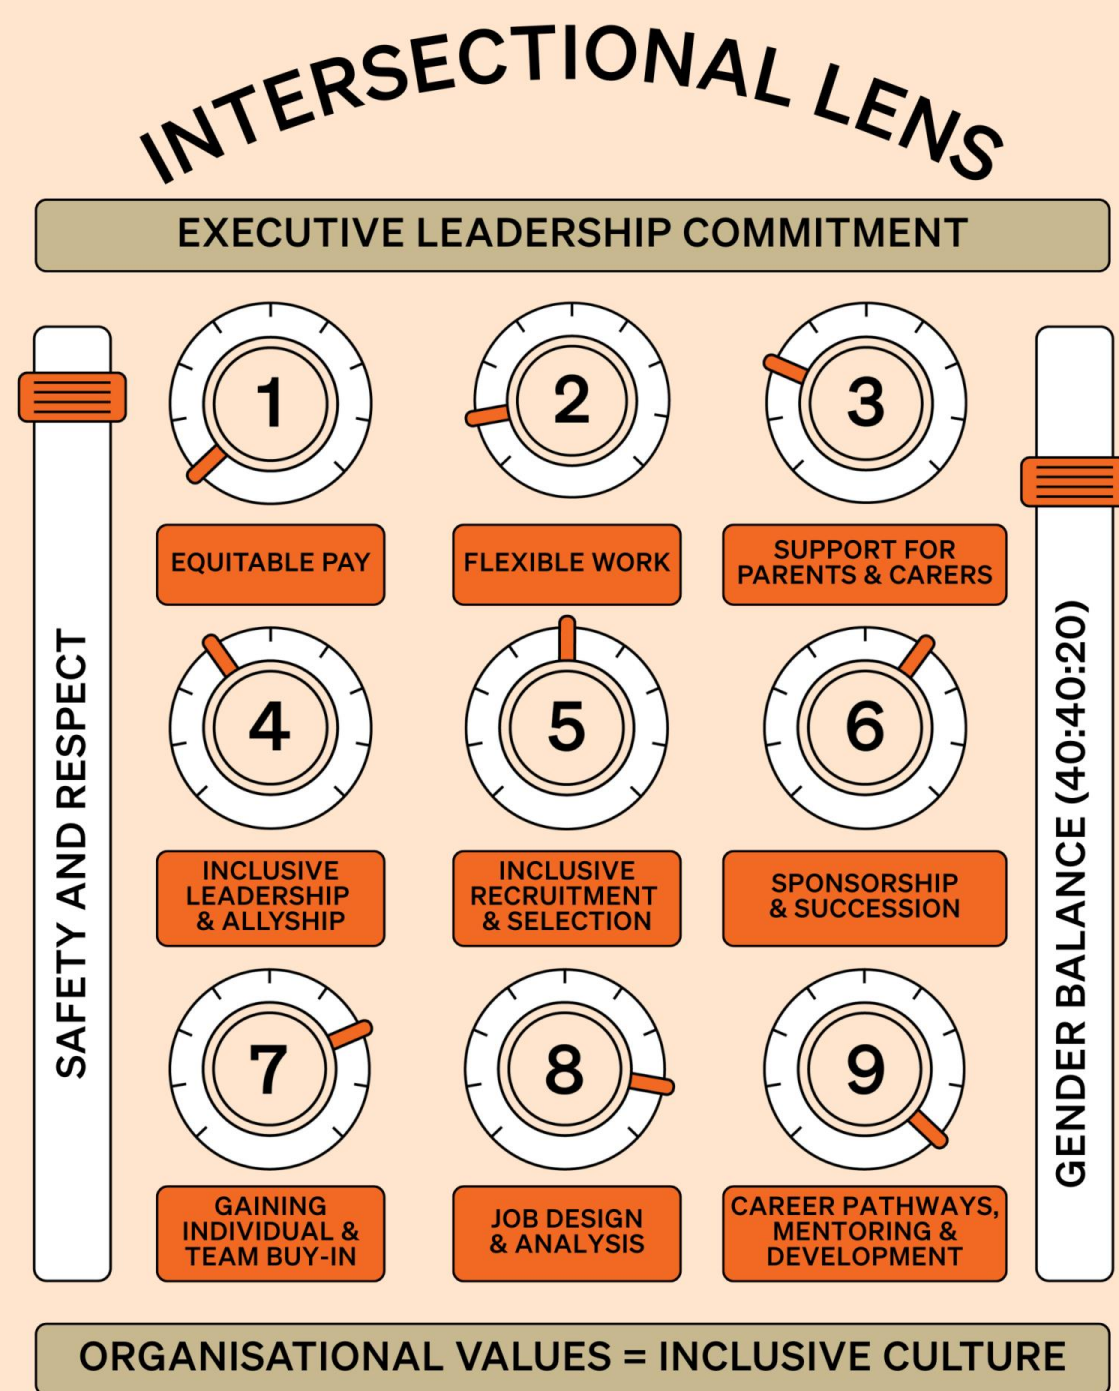 INTERSECTIONAL LENS
EXECUTIVE LEADERSHIP COMMITMENT
SAFETY AND RESPECT
1
2
3
EQUITABLE PAY
FLEXIBLE WORK
SUPPORT FOR
PARENTS & CARERS
4
5
6
INCLUSIVE
LEADERSHIP
& ALLYSHIP
INCLUSIVE
RECRUITMENT
& SELECTION
SPONSORSHIP
& SUCCESSION
7
8
9
GAINING
INDIVIDUAL &
TEAM BUY-IN
JOB DESIGN
& ANALYSIS
CAREER PATHWAYS,
MENTORING &
DEVELOPMENT
GENDER BALANCE (40:40:20)
ORGANISATIONAL VALUES = INCLUSIVE CULTURE